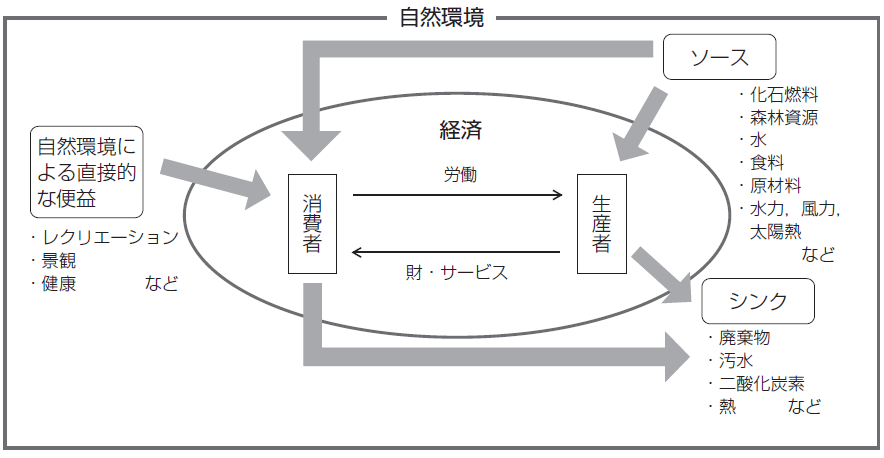 自然環境
ソース
・化石燃料
・森林資源
・水
・食料
・原材料
・水力，風力，
太陽熱
など
経済
自然環境に
よる直接的
な便益
・レクリエーション
・景観
・健康　　　など
消費者
労働
財・サービス
生産者
シンク
・廃棄物
・汚水
・二酸化炭素
・熱　　　など